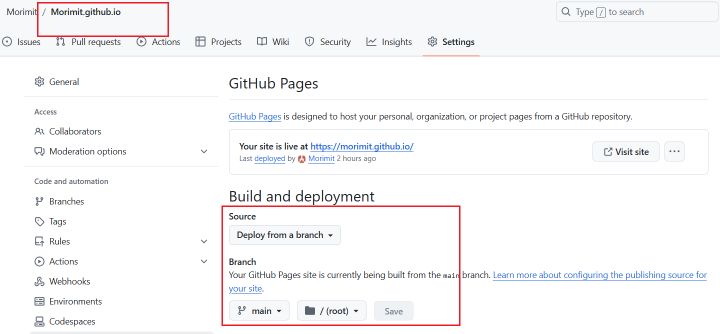 Morimit / Morimit.github.io
Type / to search
Issues Pull requests Actions Projects Wiki Security Insights Settings
General
Access
Collaborators
Moderation options
Code and automation
Branches
Tags
Rules
Actions
Webhooks
Environments
Codespaces
GitHub Pages
GitHub Pages is designed to host your personal, organization, or project pages from a GitHub repository.
Your site is live at https://morimit.github.io/
Last deployed by Morimit 2 hours ago
Visit site
Build and deployment
Source
Deploy from a branch
Branch
Your GitHub Pages site is currently being built from the main branch. Learn more about configuring the publishing source for
your site.
main / (root) Save